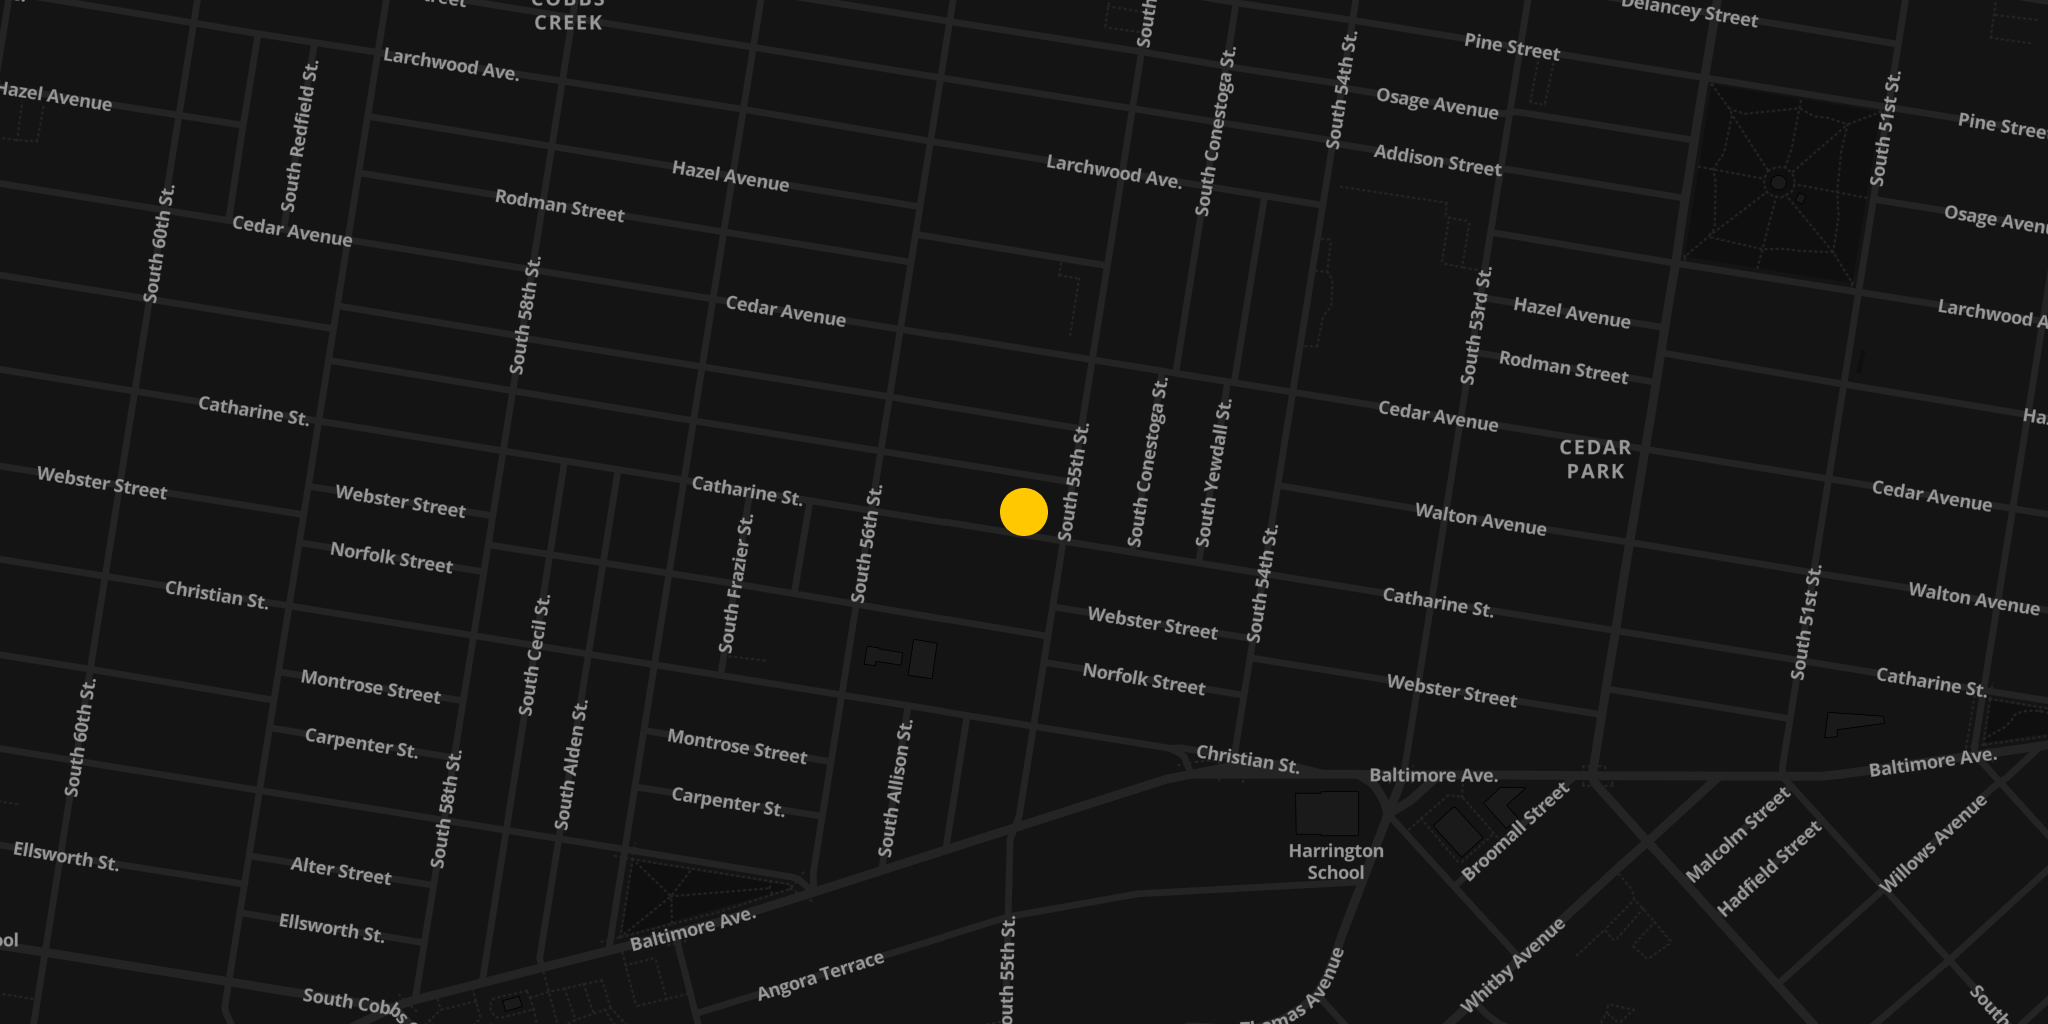 COBBS
CREEK
Delancey Street
Pine Street
Larchwood Ave.
Hazel Avenue
South Redfield St.
South Conestoga St.
South 54th St.
Osage Avenue
South 51st St.
Pine Street
Addison Street
Larchwood Ave.
Hazel Avenue
Rodman Street
South 60th St.
Cedar Avenue
Osage Avenu
South 58th St.
Cedar Avenue
South 53rd St.
Hazel Avenue
Larchwood A
Rodman Street
Catharine St.
Cedar Avenue
South 55th St.
South Conestoga St.
South Yewdall St.
CEDAR
PARK
Webster Street
Webster Street
Catharine St.
South 56th St.
Walton Avenue
Cedar Avenue
Norfolk Street
South Frazier St.
South 54th St.
Christian St.
South Cecil St.
Catharine St.
South 51st St.
Walton Avenue
Webster Street
Norfolk Street
Montrose Street
Webster Street
Catharine St.
South 60th St.
Carpenter St.
South Alden St.
Montrose Street
South Allison St.
Christian St.
Baltimore Ave.
Baltimore Ave.
South 58th St.
Carpenter St.
Harrington
School
Broomall Street
Malcolm Street
Hadfield Street
Willows Avenue
Ellsworth St.
Alter Street
Ellsworth St.
Baltimore Ave.
Angora Terrace
outh 55th St.
Thomas Avenue
Whitby Avenue
South
South Cobbs